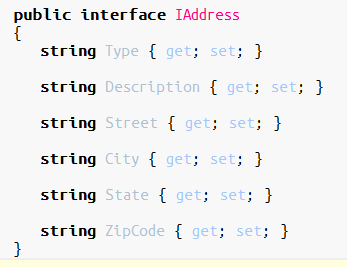 public interface IAddress
{
string Type { get; set; }
string Description { get; set; }
string Street { get; set; }
string City { get; set; }
string State { get; set; }
string ZipCode { get; set; }
}